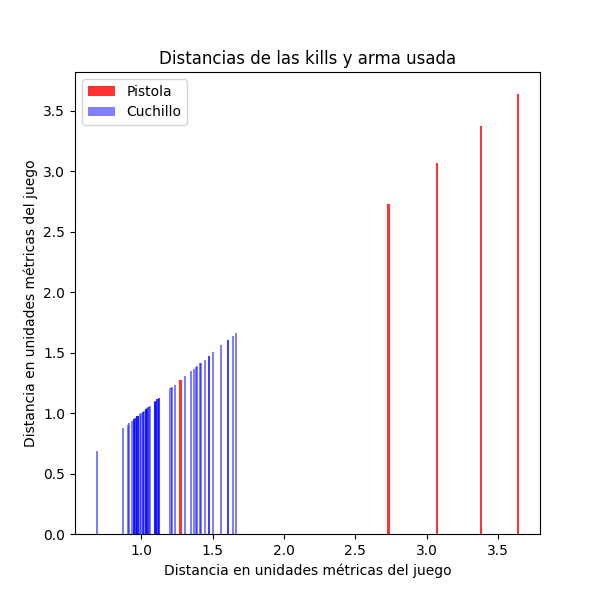 Distancias de las kills y arma usada
Pistola
Cuchillo
Distancia en unidades métricas del juego
3.5
3.0
2.5
2.0
1.5
1.0
0.5
0.0
1.0 1.5 2.0 2.5 3.0 3.5
Distancia en unidades métricas del juego